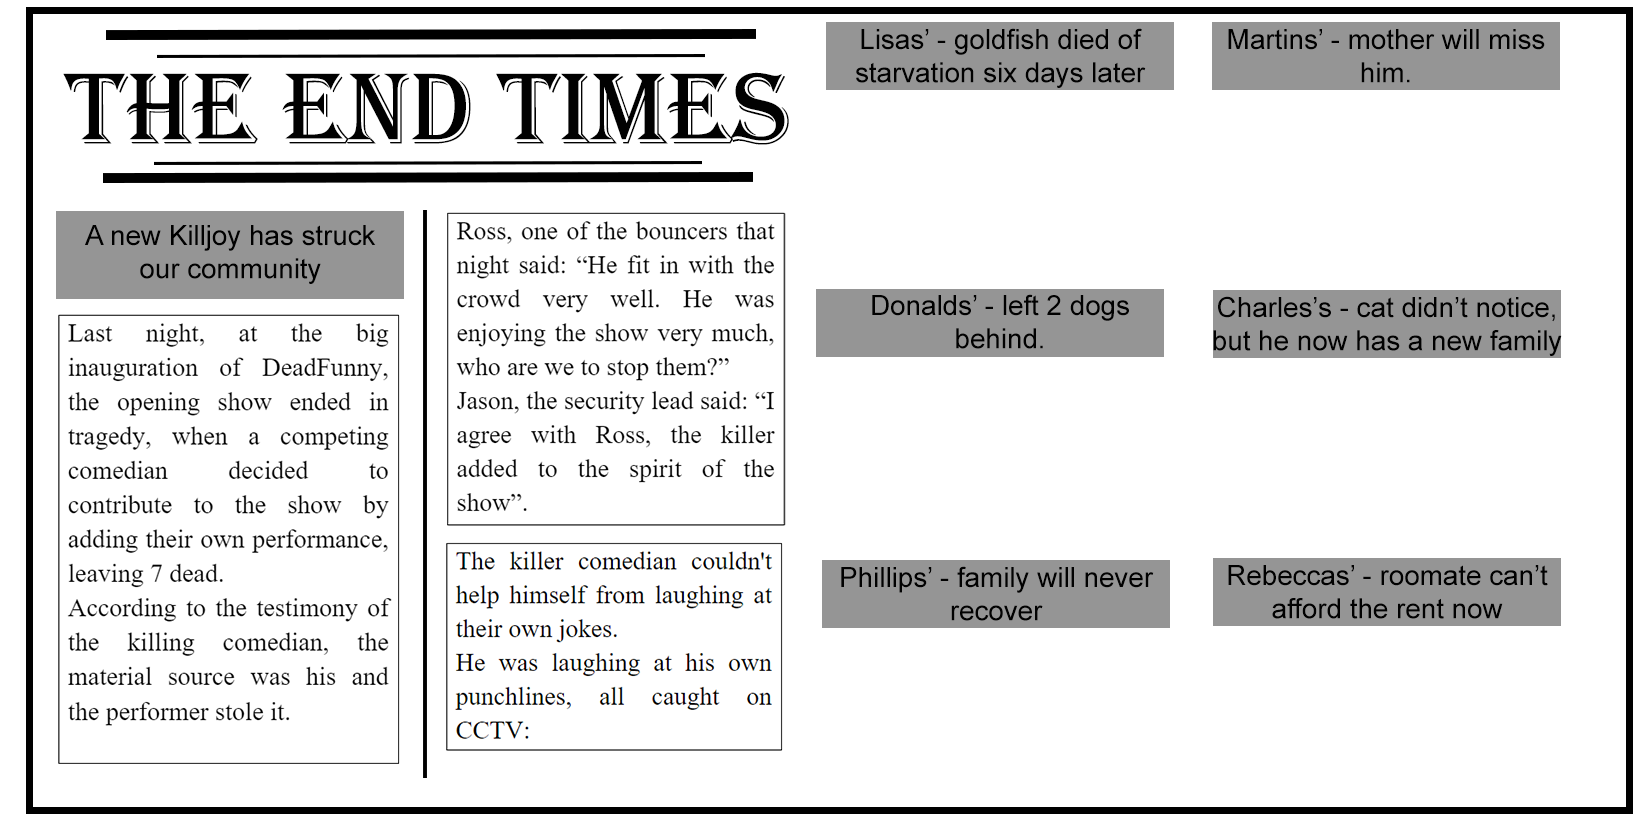 THE END TIMES
A new Killjoy has struck
our community
Last night, at the big
inauguration of DeadFunny,
the opening show ended in
tragedy, when a competing
comedian decided to
contribute to the show by
adding their own performance,
leaving 7 dead.
According to the testimony of
the killing comedian, the
material source was his and
the performer stole it.
Ross, one of the bouncers that
night said: “He fit in with the
crowd very well. He was
enjoying the show very much,
who are we to stop them?”
Jason, the security lead said: “I
agree with Ross, the killer
added to the spirit of the
show”.
The killer comedian couldn't
help himself from laughing at
their own jokes.
He was laughing at his own
punchlines, all caught on
CCTV:
Lisas’ - goldfish died of
starvation six days later
Martins’ - mother will miss
him.
Donalds’ - left 2 dogs
behind.
Charles’s - cat didn’t notice,
but he now has a new family
Phillips’ - family will never
recover
Rebeccas’ - roomate can’t
afford the rent now